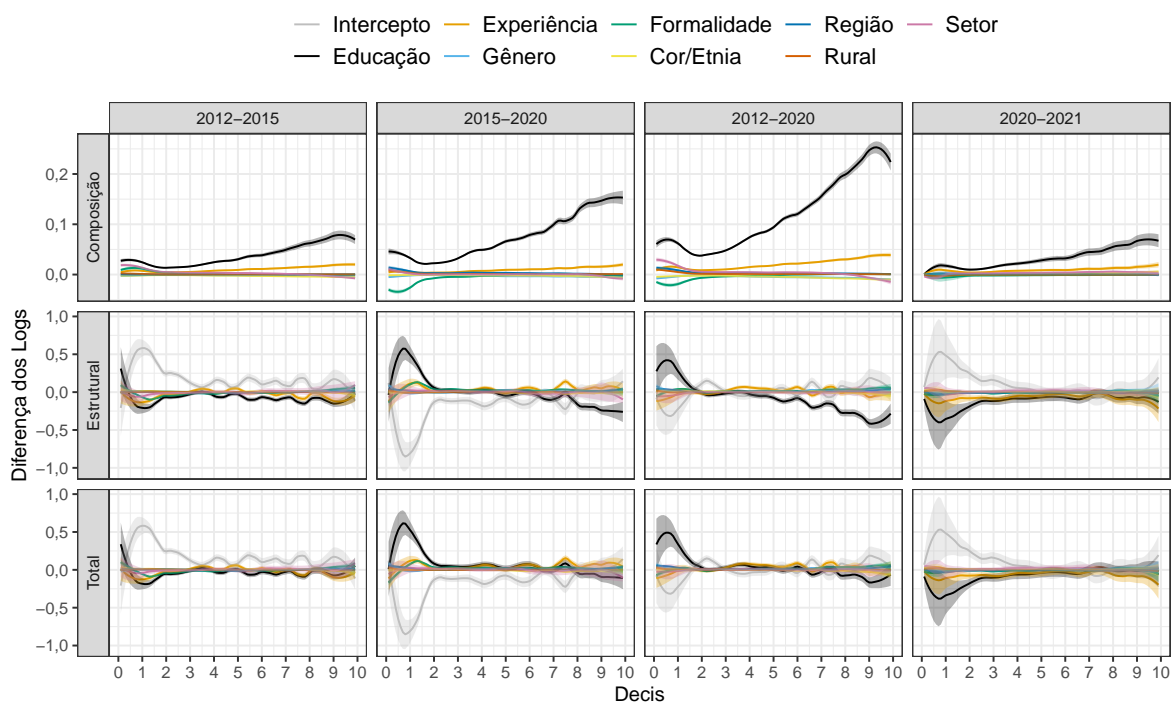 Intercepto Experiência Formalidade Região Setor
Educação Gênero Cor/Etnia Rural
2012−2015 2015−2020 2012−2020 2020−2021
Diferença dos Logs
Composição
0,2
0,1
0,0
Estrutural
1,0
0,5
0,0
−0,5
−1,0
Total
1,0
0,5
0,0
−0,5
−1,0
0 1 2 3 4 5 6 7 8 9 10 0 1 2 3 4 5 6 7 8 9 10 0 1 2 3 4 5 6 7 8 9 10 0 1 2 3 4 5 6 7 8 9 10
Decis